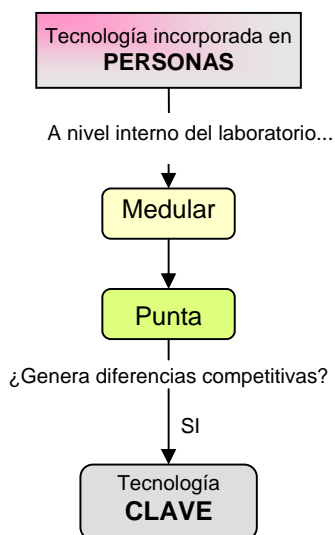 Tecnología incorporada en
PERSONAS
A nivel interno del laboratorio...
Medular
Punta
¿Genera diferencias competitivas?
SI
Tecnología
CLAVE